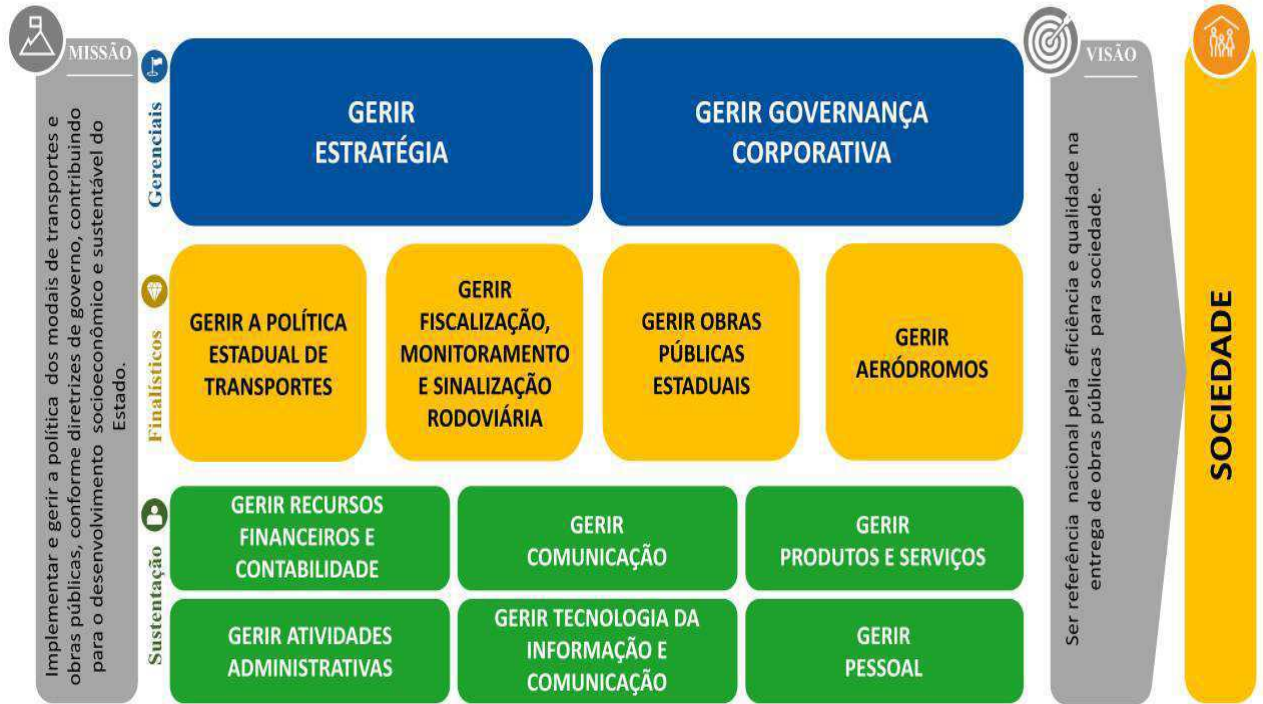 MISSÃO
Implementar e gerir a política dos modais de transportes e
obras públicas, conforme diretrizes de governo, contribuindo
para o desenvolvimento socioeconômico e sustentável do
Estado.
Gerenciais
GERIR
ESTRATÉGIA
GERIR GOVERNANÇA
CORPORATIVA
Finalísticos
GERIR A POLÍTICA
ESTADUAL DE
TRANSPORTES
GERIR
FISCALIZAÇÃO,
MONITORAMENTO
E SINALIZAÇÃO
RODOVIÁRIA
GERIR OBRAS
PÚBLICAS
ESTADUAIS
GERIR
AERÓDROMOS
Sustentação
GERIR RECURSOS
FINANCEIROS E
CONTABILIDADE
GERIR
COMUNICAÇÃO
GERIR
PRODUTOS E SERVIÇOS
GERIR ATIVIDADES
ADMINISTRATIVAS
GERIR TECNOLOGIA DA
INFORMAÇÃO E
COMUNICAÇÃO
GERIR
PESSOAL
VISÃO
Ser referência nacional pela eficiência e qualidade na
entrega de obras públicas para sociedade.
SOCIEDADE